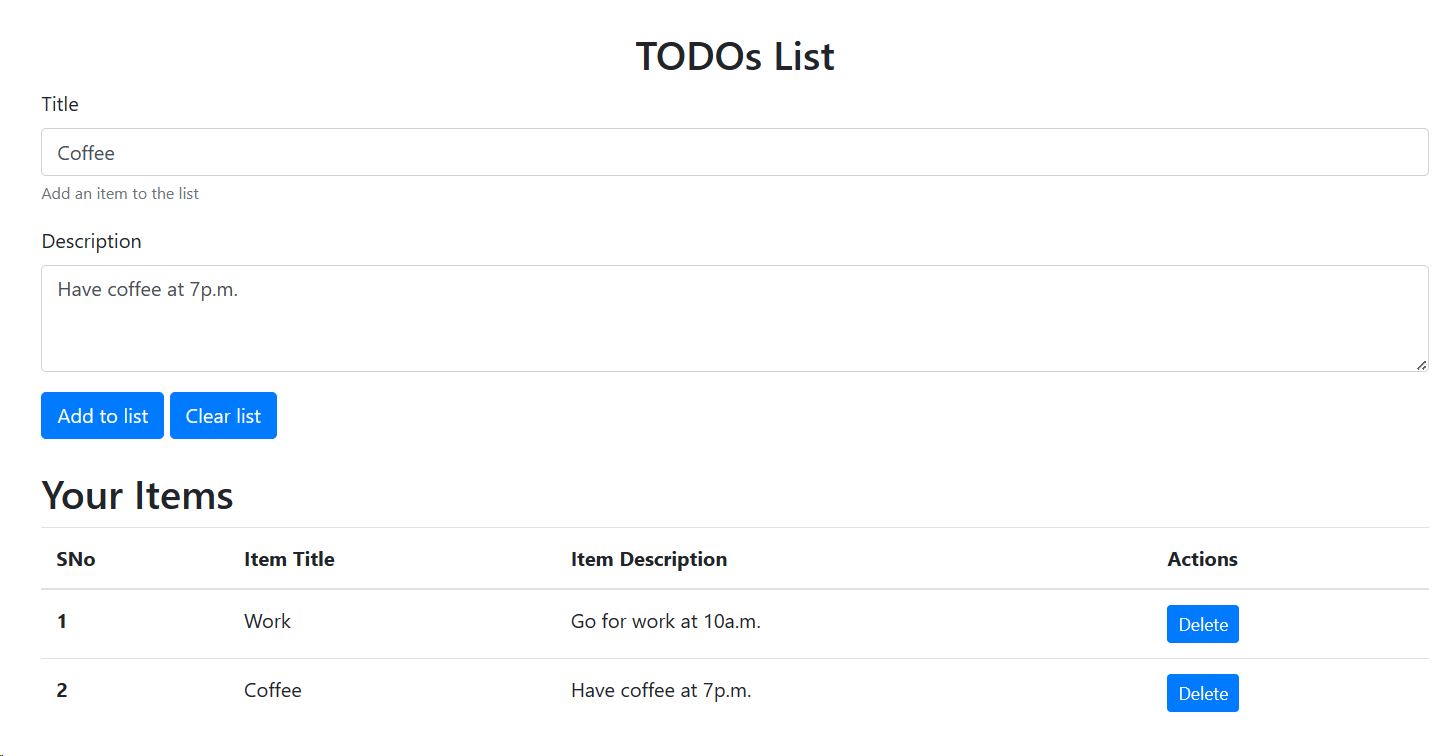 TODOs List
Title
Coffee
Add an item to the list
Description
Have coffee at 7p.m.
Add to list Clear list
Your Items
SNo Item Title Item Description Actions
1 Work Go for work at 10a.m. Delete
2 Coffee Have coffee at 7p.m. Delete